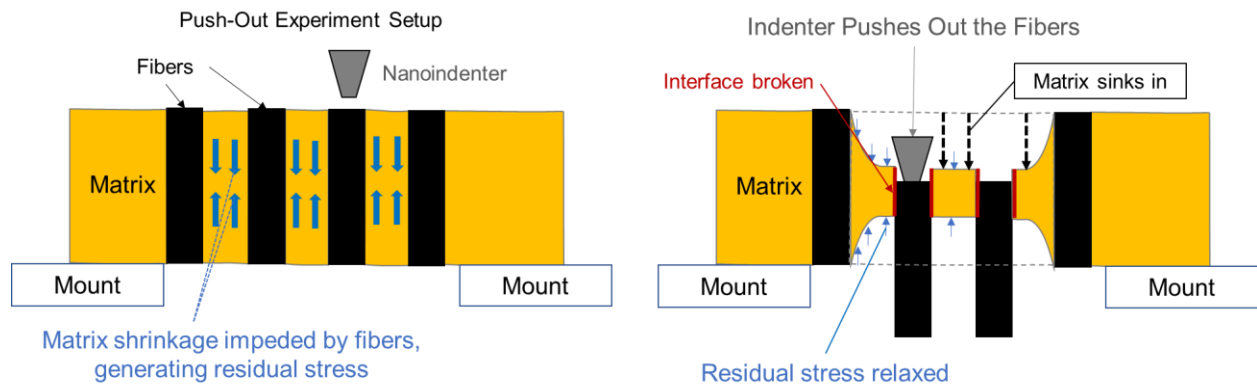 Push-Out Experiment Setup
Fibers
Nanoindenter
Matrix
Mount
Mount
Matrix shrinkage impeded by fibers,
generating residual stress
Indenter Pushes Out the Fibers
Interface broken
Matrix sinks in
Matrix
Mount
Mount
Residual stress relaxed